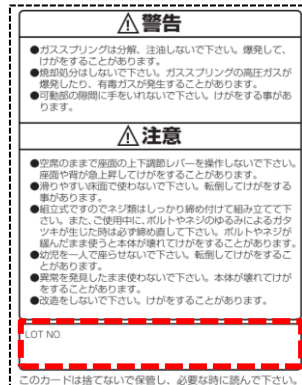 ⚠警告
●ガススプリングは分解、注油しないで下さい。爆発して、
けがをすることがあります。
●焼却処分はしないで下さい。ガススプリングの高圧ガスが
爆発したり、有毒ガスが発生することがあります。
●可動部の隙間に手をいれないで下さい。けがをする事があ
ります。
⚠注意
●空席のままで座面の上下調節レバーを操作しないで下さい。
座面や背が急上昇してけがをすることがあります。
●滑りやすい床面で使わないで下さい。転倒してけがをする
事があります。
●組立式ですのでネジ類はしっかり締め付けて組み立てて下
さい。また、ご使用中に、ボルトやネジのゆるみによるガタ
ツキが生じた時は必ず締め直して下さい。ボルトやネジが
緩んだまま使うと本体が壊れてけがをすることがあります。
●幼児を一人で座らせないで下さい。転倒してけがをするこ
とがあります。
●異常を発見したまま使わないで下さい。本体が壊れてけが
をすることがあります。
●改造をしないで下さい。けがをすることがあります。
LOT NO.
このカードは捨てないで保管し、必要な時に読んで下さい。